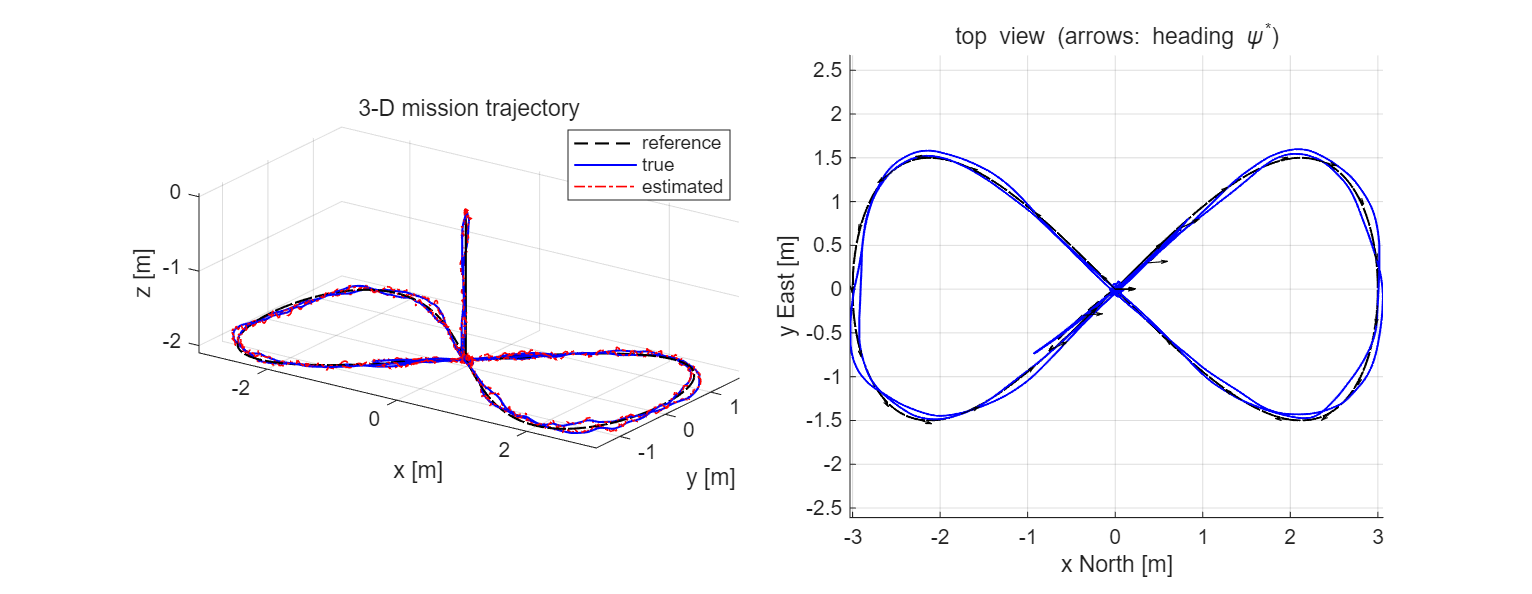 3-D mission trajectory
reference
true
estimated
0
-1
-2
z [m]
-2
0
2
x [m]
-1
0
1
y [m]
top view (arrows: heading ψ*)
2.5
2
1.5
1
0.5
0
-0.5
-1
-1.5
-2
-2.5
y East [m]
-3
-2
-1
0
1
2
3
x North [m]